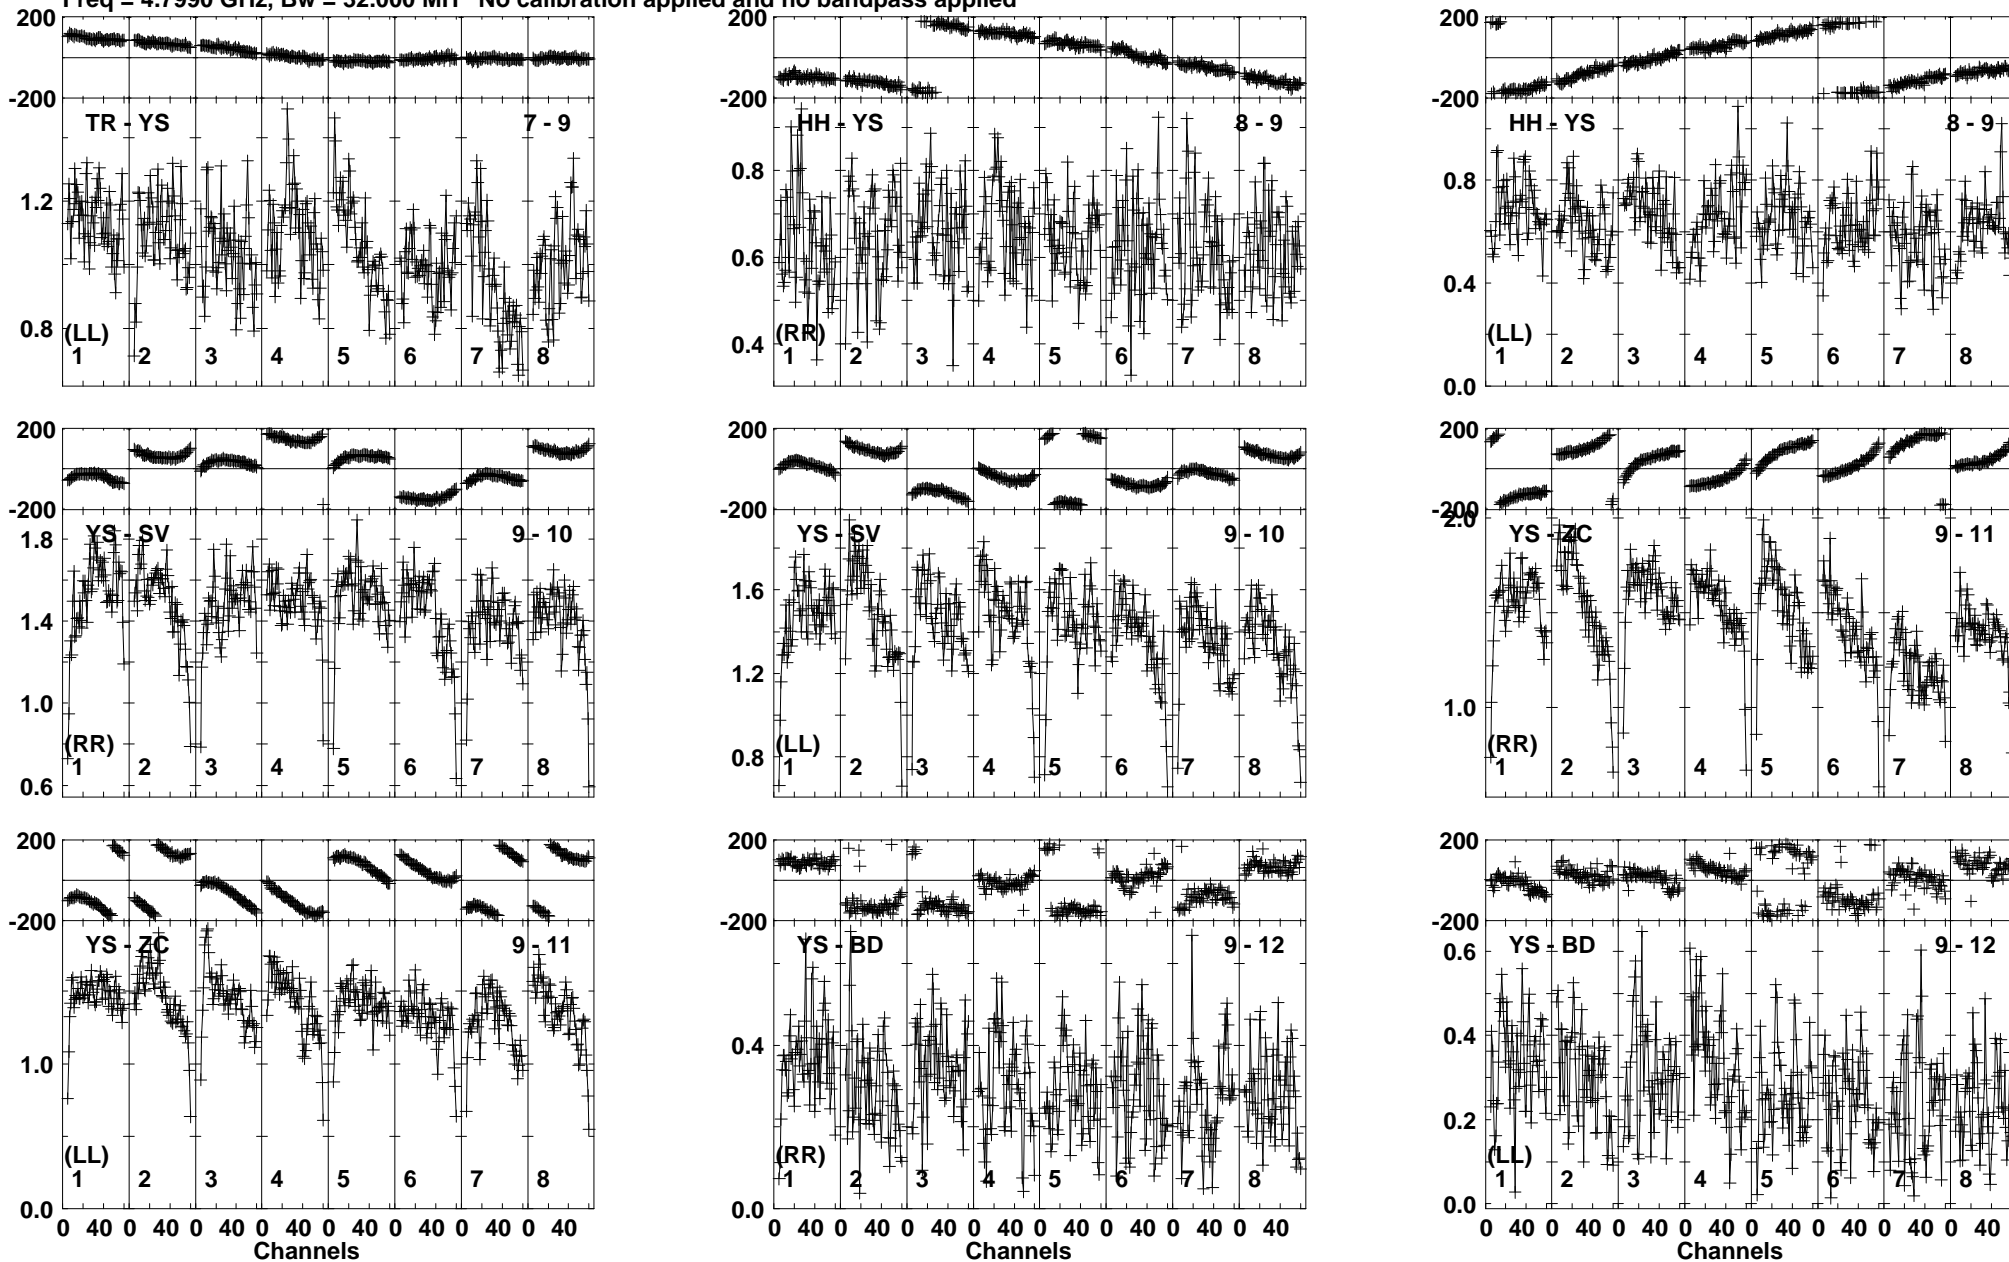 Freq = 4.7990 GHz, Bw = 32.000 MH No calibration applied and no bandpass applied
200 200 200
-200 -200 -200
TR - YS 7 - 9 HH - YS 8 - 9 HH - YS 8 - 9
1.2 0.8 0.8
0.8 0.6 0.4
0.4 0.0
(LL) (RR) (LL)
1 2 3 4 5 6 7 8 1 2 3 4 5 6 7 8 1 2 3 4 5 6 7 8
200 200 200
-200 -200 -200
YS - SV 9 - 10 YS - SV 9 - 10 YS - ZC 9 - 11
1.8 1.6 2.0
1.4 1.2 1.0
1.0 0.8
0.6
(RR) (LL) (RR)
1 2 3 4 5 6 7 8 1 2 3 4 5 6 7 8 1 2 3 4 5 6 7 8
200 200 200
-200 -200 -200
YS - ZC 9 - 11 YS - BD 9 - 12 YS - BD 9 - 12
1.0 0.4 0.6
0.0 0.0 0.4
0.2
0.0
(LL) (RR) (LL)
1 2 3 4 5 6 7 8 1 2 3 4 5 6 7 8 1 2 3 4 5 6 7 8
0 40 0 40 0 40 0 40 0 40 0 40 0 40 0 40 0 40 0 40 0 40 0 40 0 40 0 40 0 40 0 40 0 40 0 40 0 40 0 40 0 40 0 40 0 40 0 40
Channels Channels